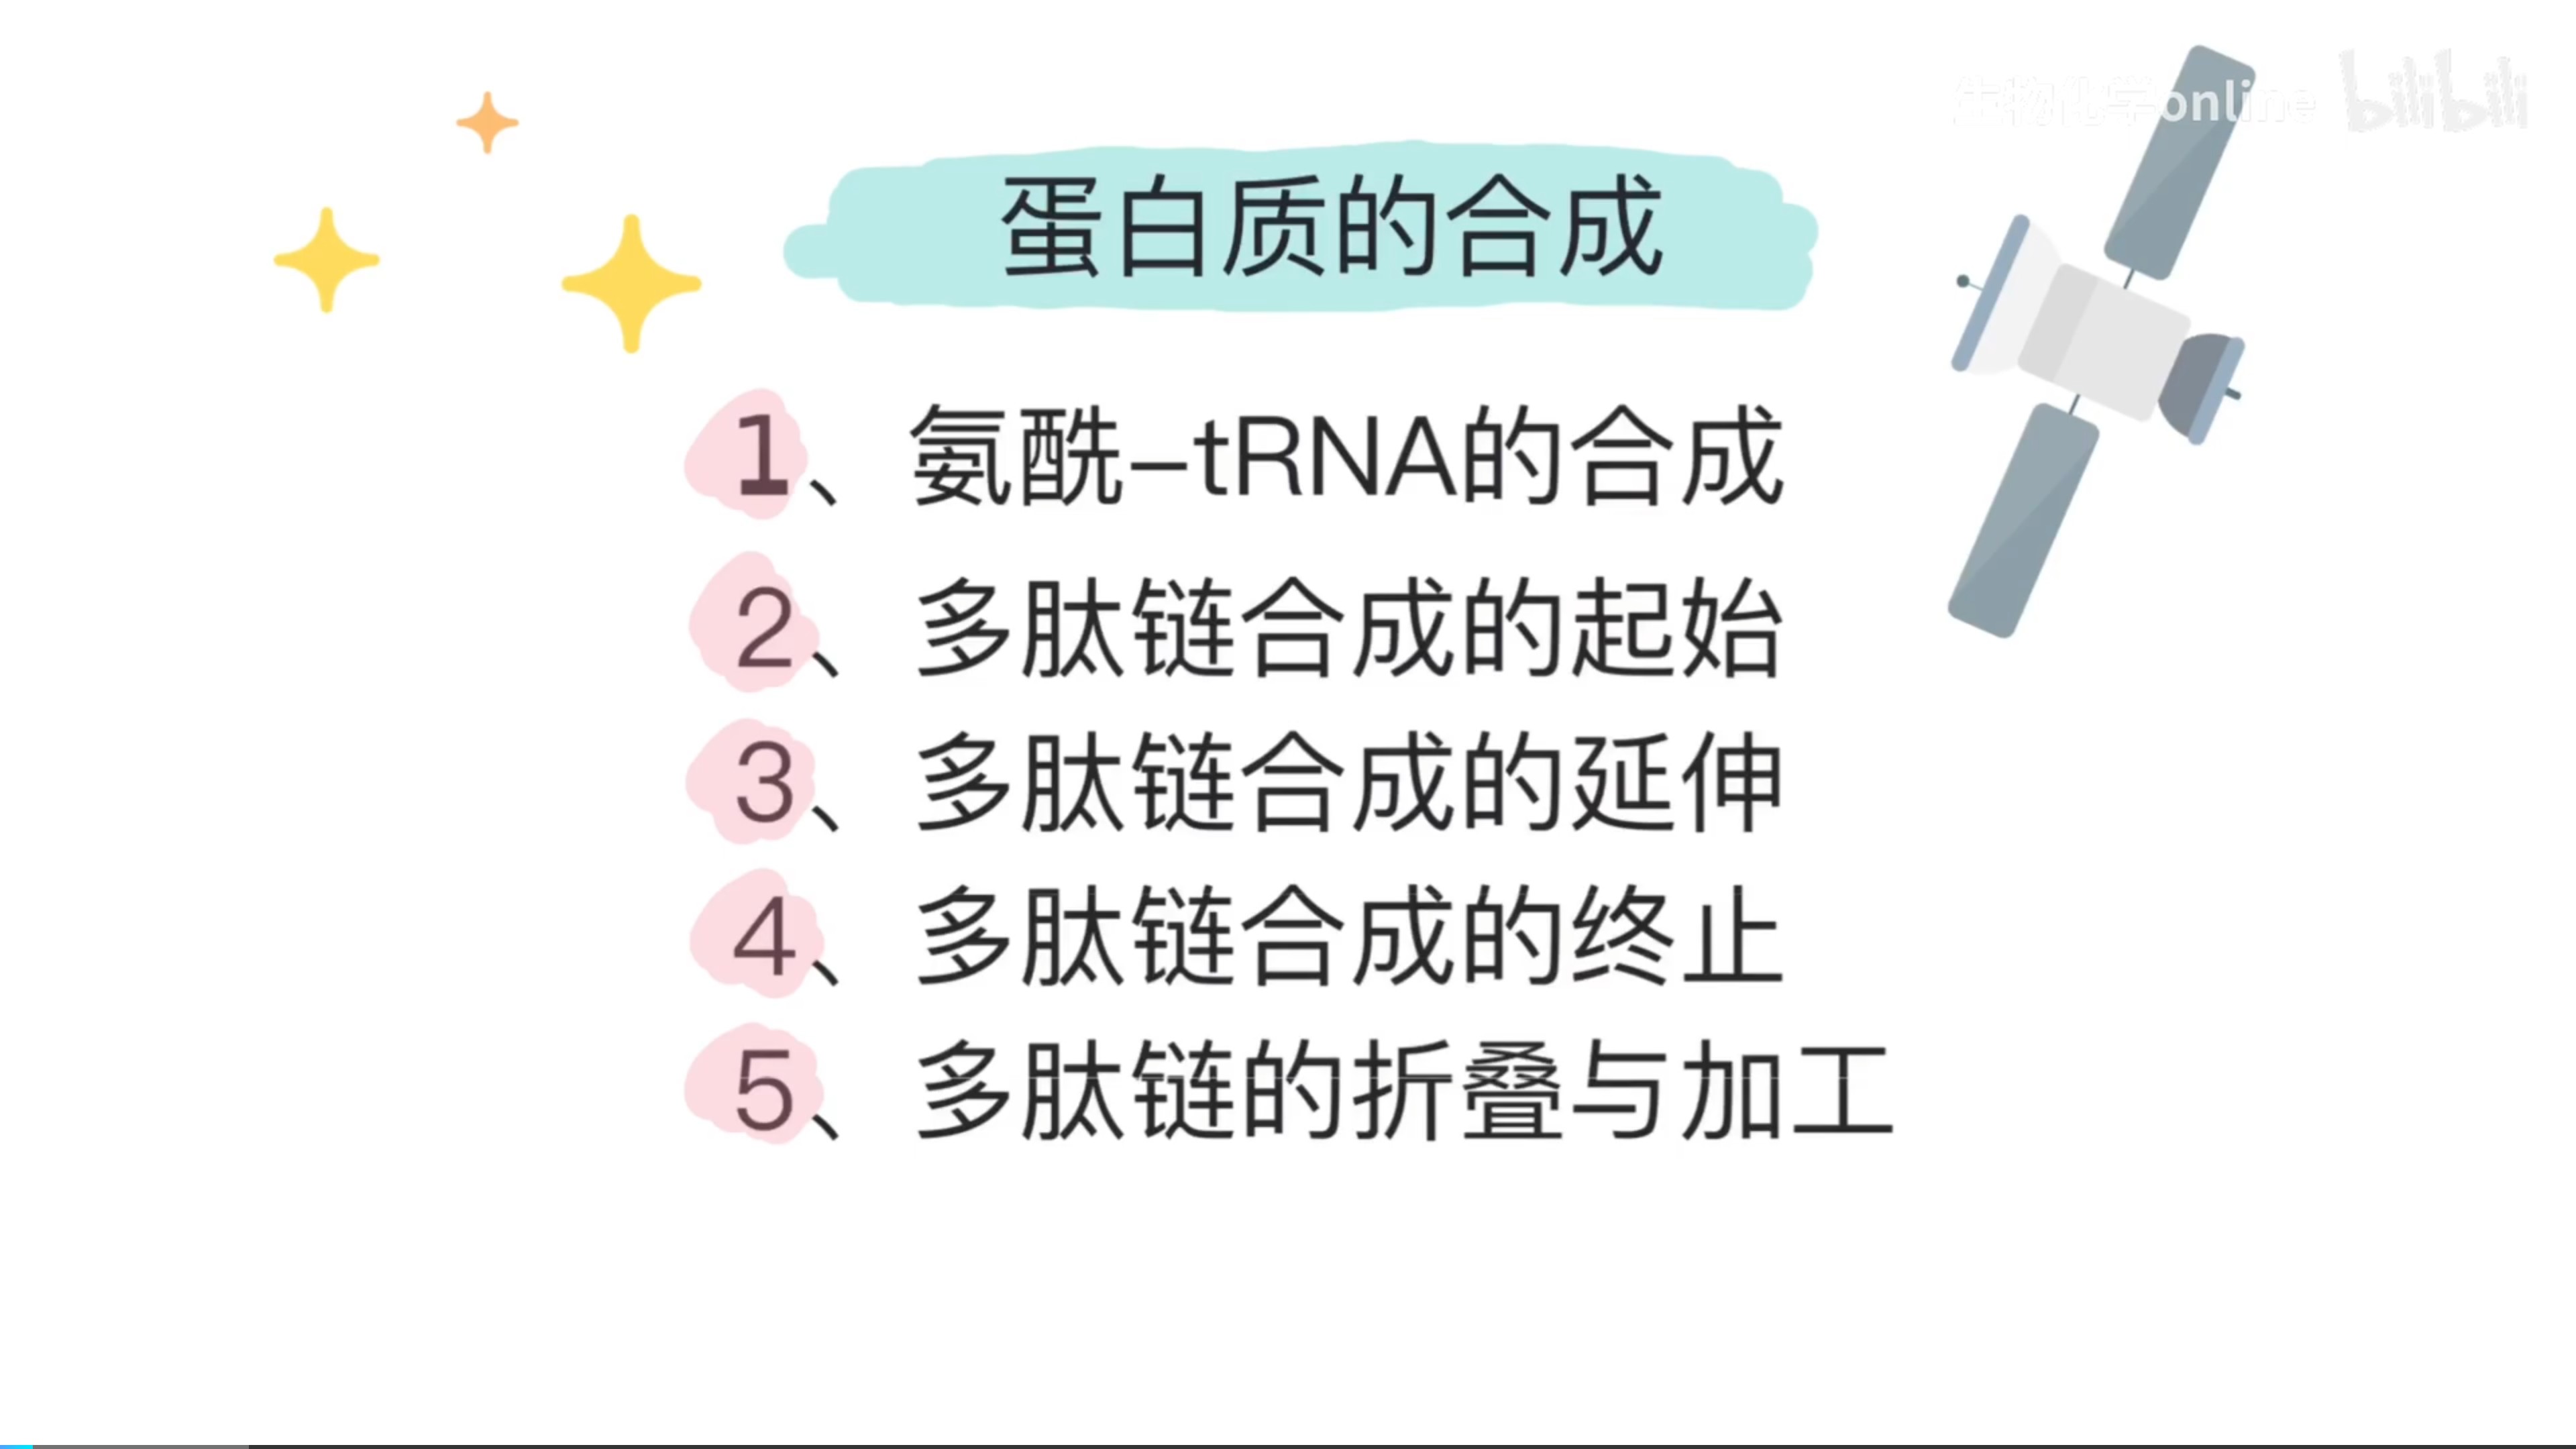 生物化学online bilibili
蛋白质的合成
1、氨酰-tRNA的合成
2、多肽链合成的起始
3、多肽链合成的延伸
4、多肽链合成的终止
5、多肽链的折叠与加工